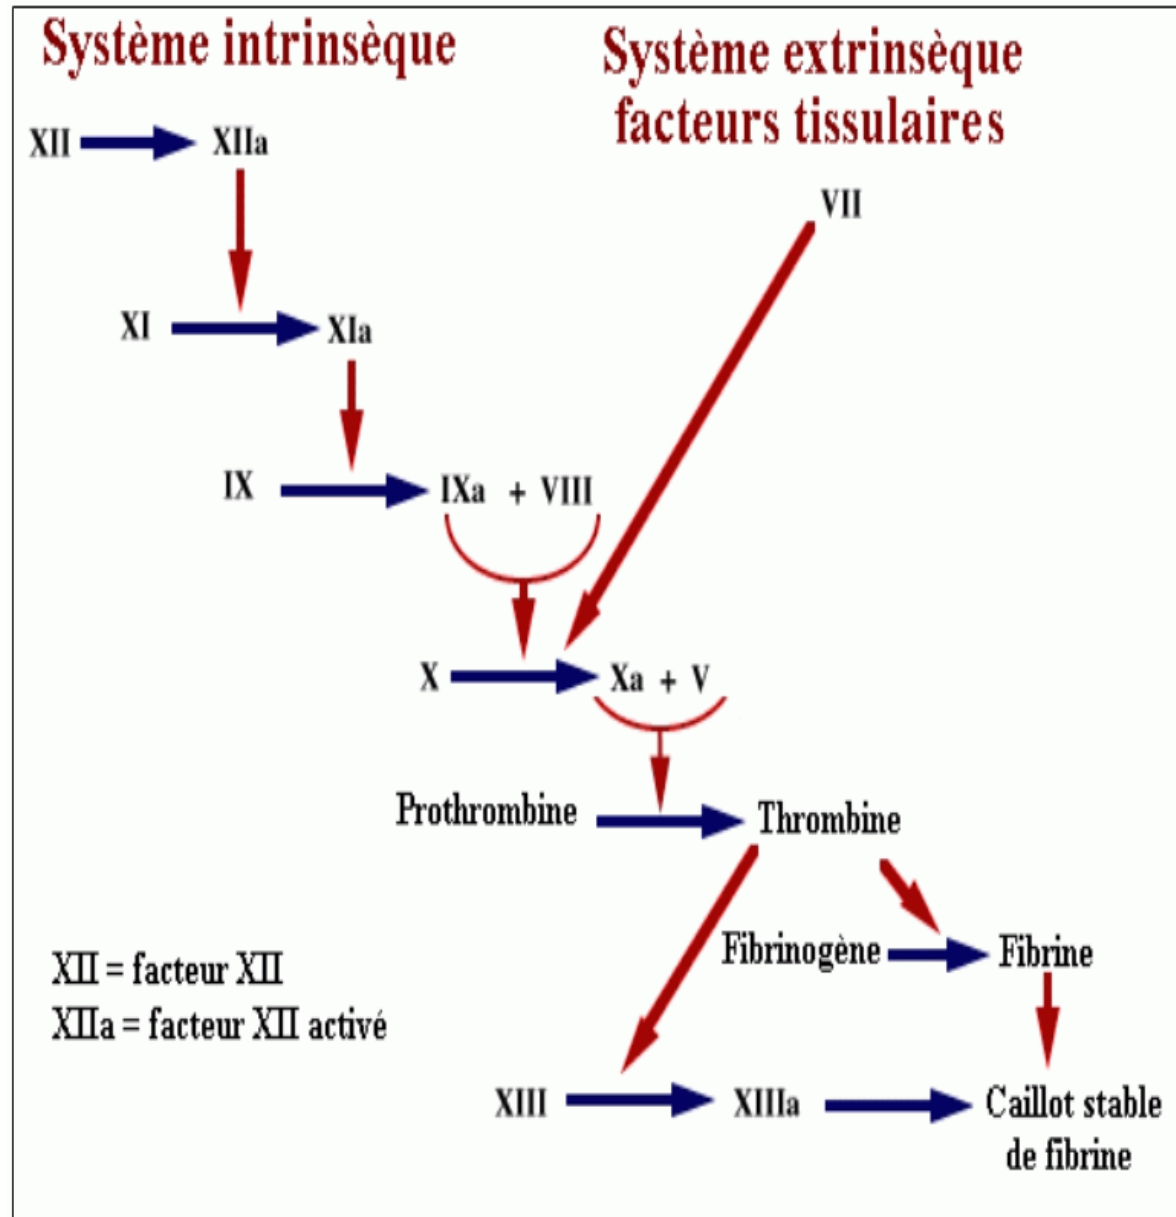 Système intrinsèque
Système extrinsèque
facteurs tissulaires
XII XIIa
VII
XI XIa
IX IXa + VIII
X Xa + V
Prothrombine Thrombine
Fibrinogène Fibrine
XII = facteur XII
XIIa = facteur XII activé
XIII XIIIa Caillot stable
de fibrine